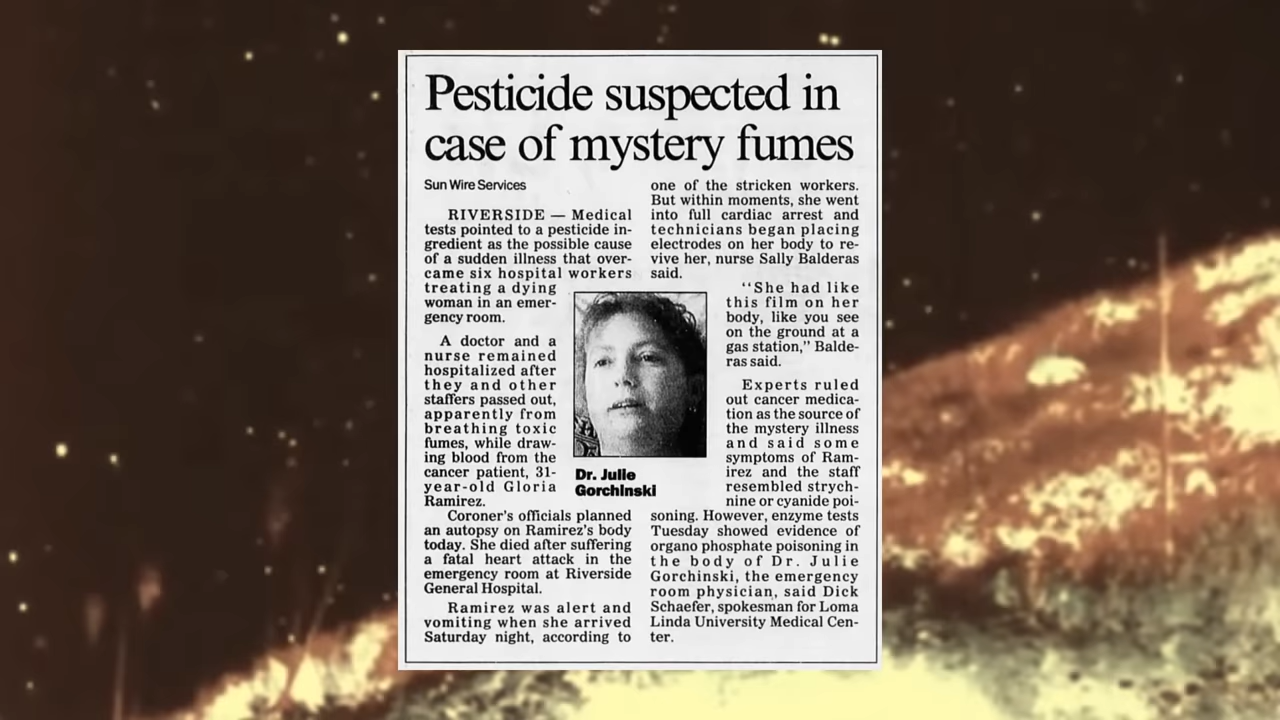 Pesticide suspected in
case of mystery fumes
Sun Wire Services
RIVERSIDE — Medical
tests pointed to a pesticide in-
gredient as the possible cause
of a sudden illness that over-
came six hospital workers
treating a dying
woman in an emer-
gency room.
A doctor and a
nurse remained
hospitalized after
they and other
staffers passed out,
apparently from
breathing toxic
fumes, while draw-
ing blood from the
cancer patient, 31-
year-old Gloria
Ramirez.
Coroner's officials planned
an autopsy on Ramirez's body
today. She died after suffering
a fatal heart attack in the
emergency room at Riverside
General Hospital.
Ramirez was alert and
vomiting when she arrived
Saturday night, according to
one of the stricken workers.
But within moments, she went
into full cardiac arrest and
technicians began placing
electrodes on her body to re-
vive her, nurse Sally Balderas
said.
"She had like
this film on her
body, like you see
on the ground at a
gas station," Balde-
ras said.
Experts ruled
out cancer medica-
tion as the source of
the mystery illness
and said some
symptoms of Ram-
irez and the staff
resembled strych-
nine or cyanide poi-
soning. However, enzyme tests
Tuesday showed evidence of
organo phosphate poisoning in
the body of Dr. Julie
Gorchinski, the emergency
room physician, said Dick
Schaefer, spokesman for Loma
Linda University Medical Cen-
ter.
Dr. Julie
Gorchinski